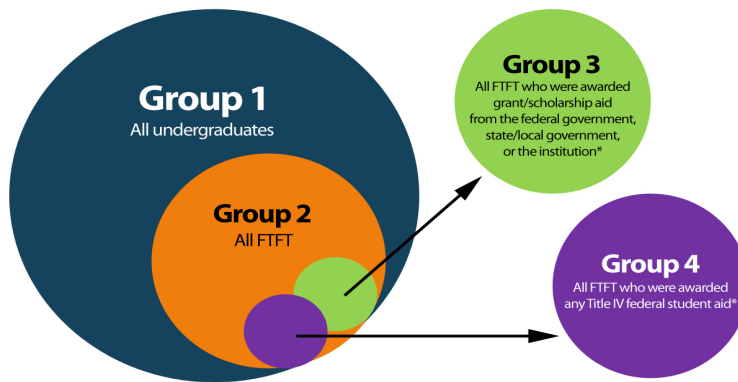 Group 1
All undergraduates
Group 2
All FTFT
Group 3
All FTFT who were awarded
grant/scholarship aid
from the federal government,
state/local government,
or the institution*
Group 4
All FTFT who were awarded
any Title IV federal student aid*